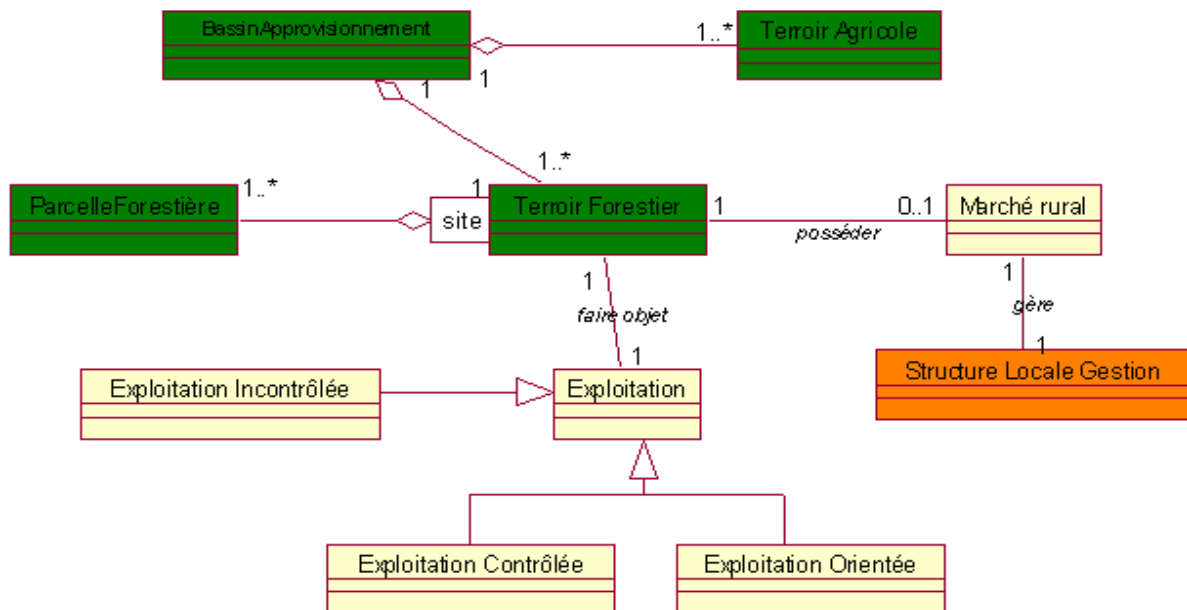 BassinApprovisionnement
1..*
Terroir Agricole
1
1
1..*
ParcelleForestière
1..*
site
1
Terroir Forestier
1
posséder
0..1
Marché rural
1
faire objet
1
1
gère
1
Structure Locale Gestion
Exploitation Incontrôlée
Exploitation
Exploitation Contrôlée
Exploitation Orientée